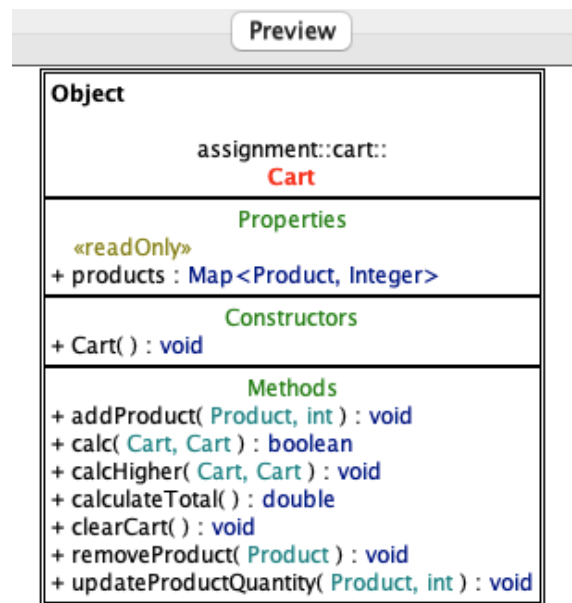 Preview
Object
assignment::cart::
Cart
Properties
«readOnly»
+ products : Map<Product, Integer>
Constructors
+ Cart( ) : void
Methods
+ addProduct( Product, int ) : void
+ calc( Cart, Cart ) : boolean
+ calcHigher( Cart, Cart ) : void
+ calculateTotal( ) : double
+ clearCart( ) : void
+ removeProduct( Product ) : void
+ updateProductQuantity( Product, int ) : void